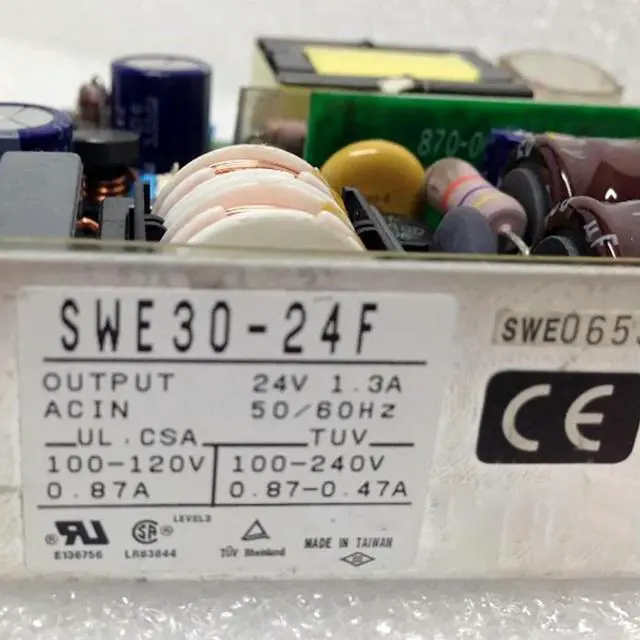 870-0
SWE30-24F
OUTPUT 24V 1.3A
ACIN 50/60Hz
UL.CSA TUV
100-120V 100-240V
0.87A 0.87-0.47A
LEVEL3
E136756 LR83844 TÜV Rheinland MADE IN TAIWAN
SWE065
CE